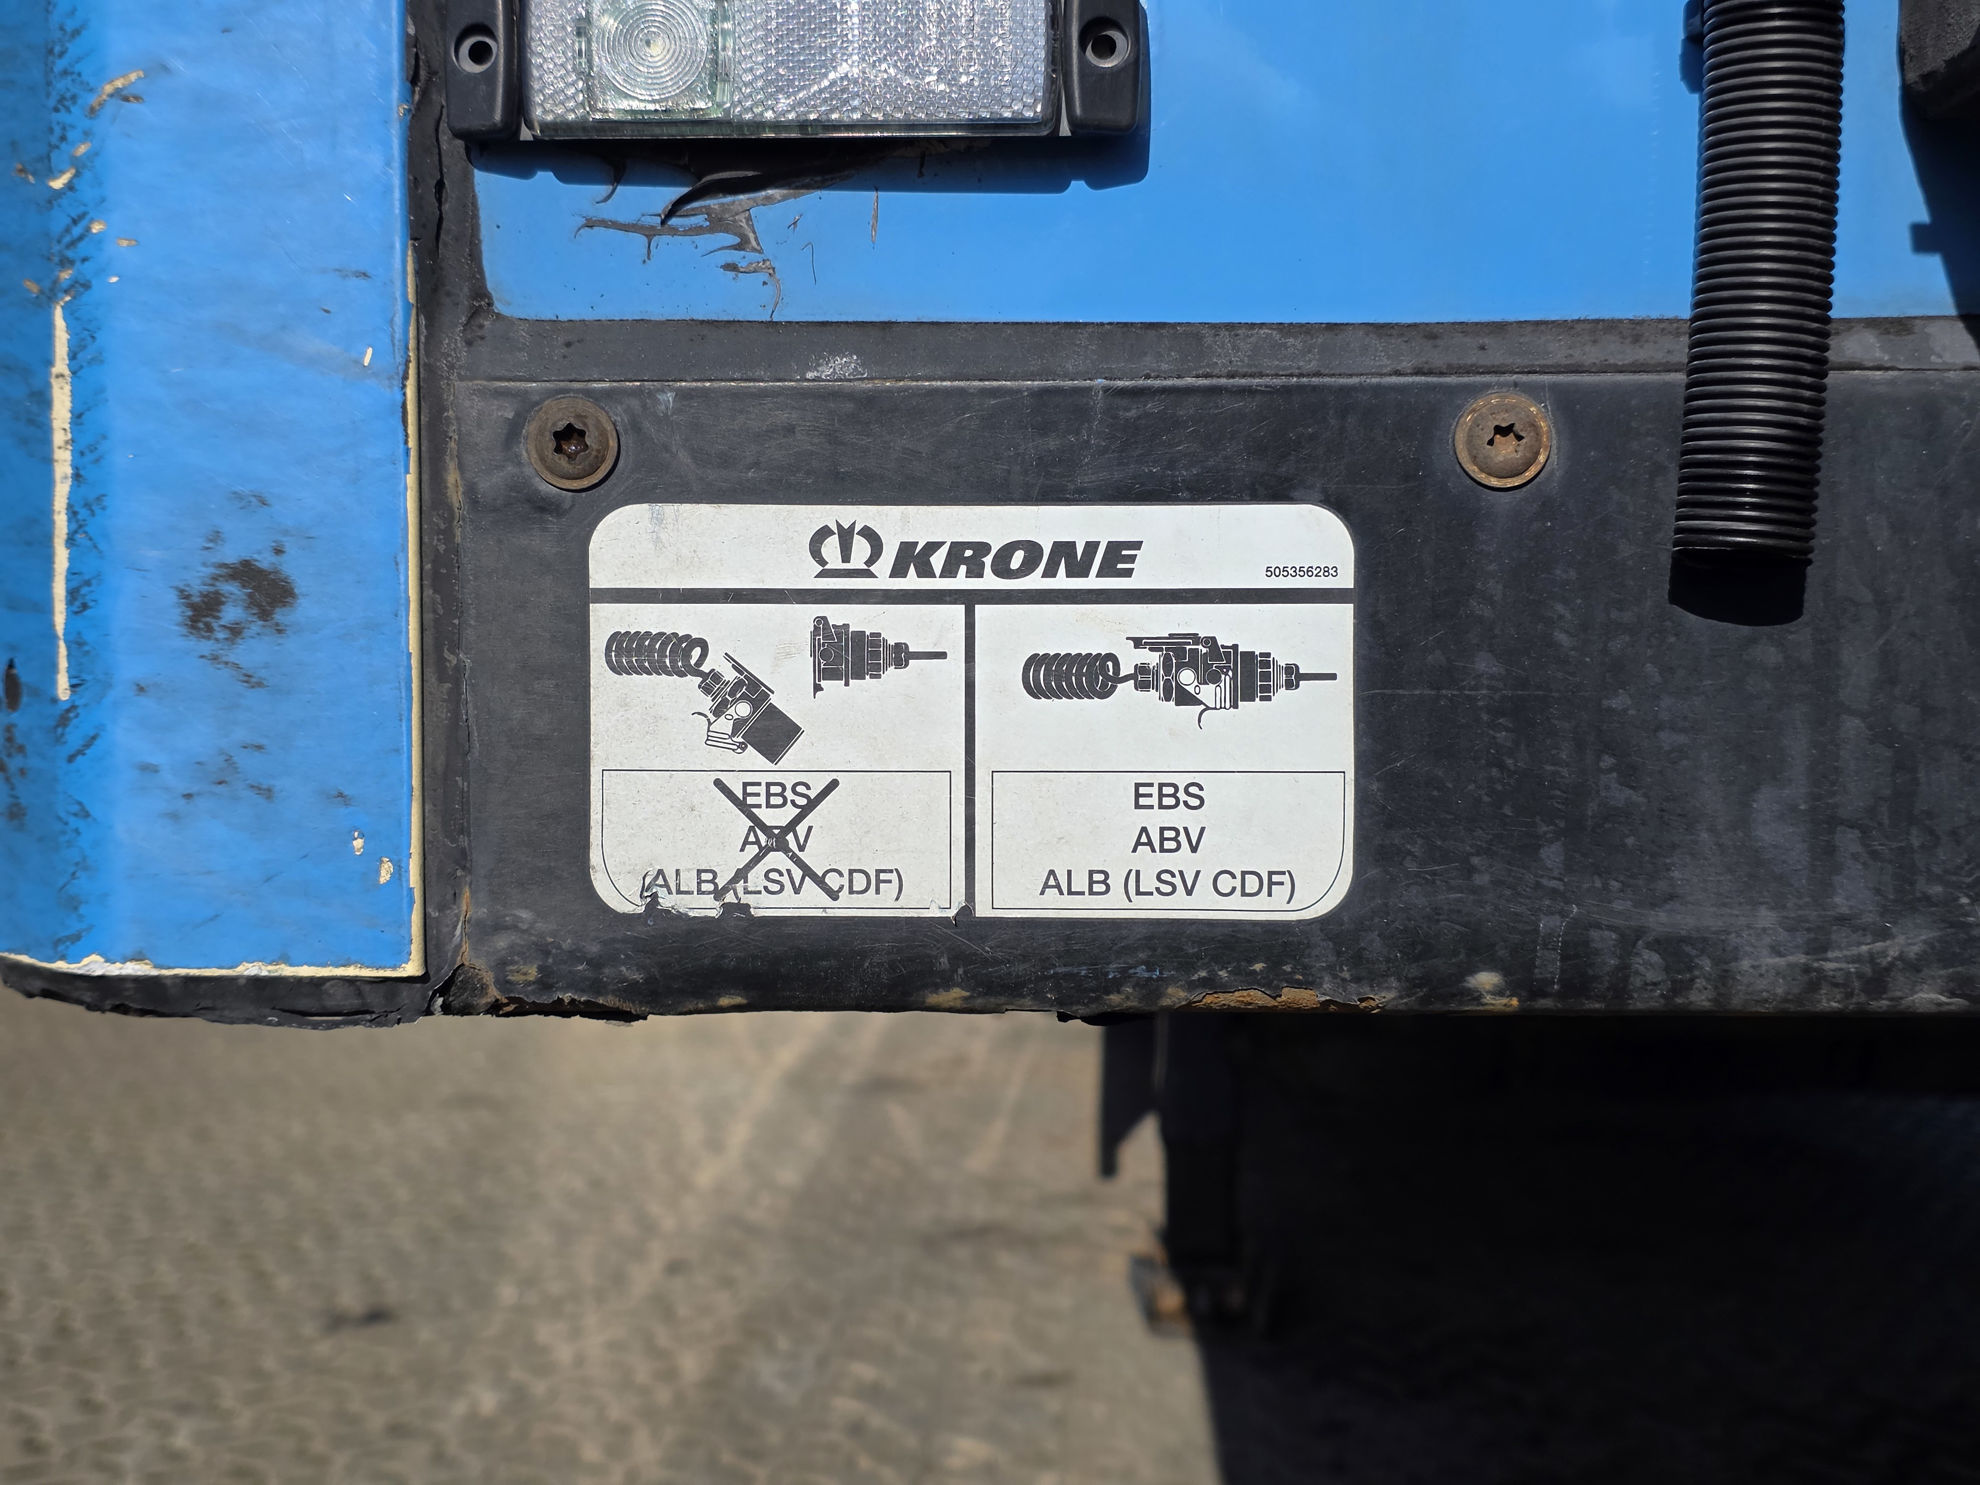 KRONE
505356283
EBS
ABV
ALB (LSV CDF)
EBS
ABV
ALB (LSV CDF)